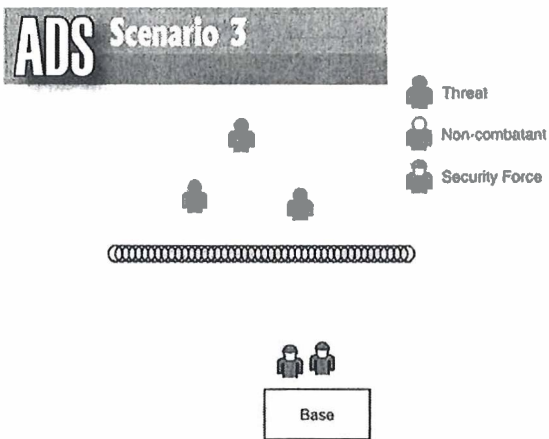 ADS Scenario 3
Threat
Non-combatant
Security Force
Base